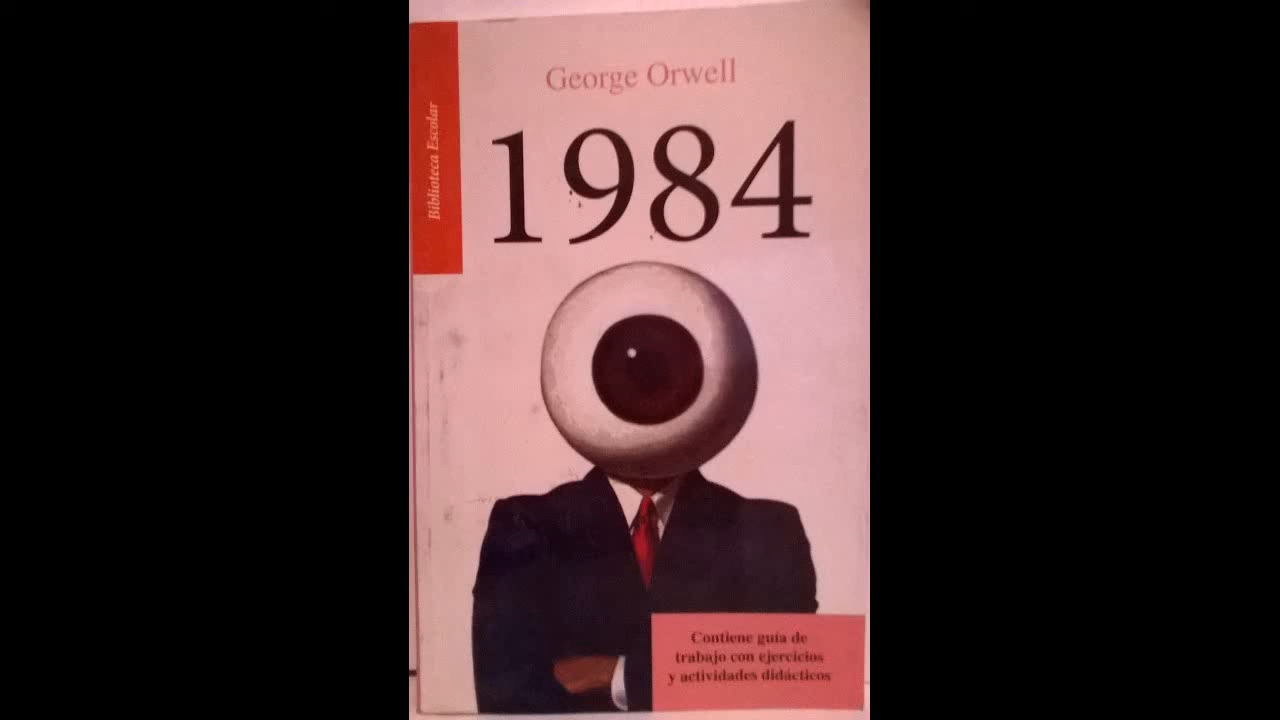 George Orwell
1984
Biblioteca Escolar
Contiene guía de
trabajo con ejercicios
y actividades didácticos